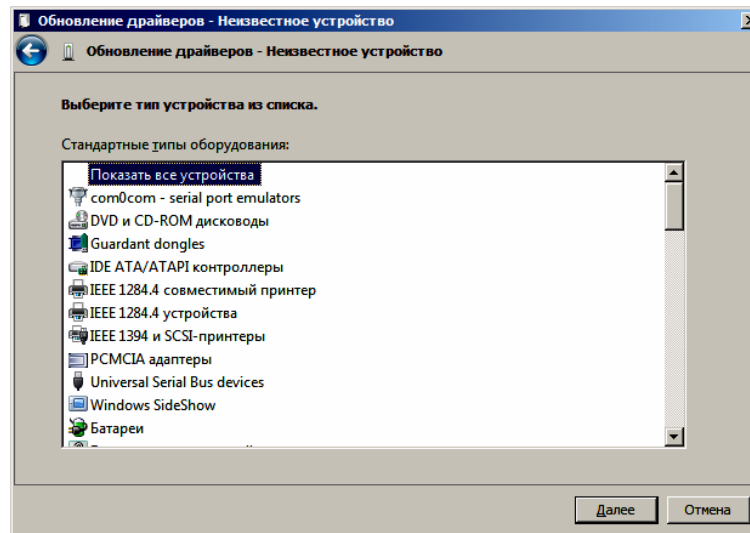 Обновление драйверов - Неизвестное устройство
Обновление драйверов - Неизвестное устройство
Выберите тип устройства из списка.
Стандартные типы оборудования:
Показать все устройства
com0com - serial port emulators
DVD и CD-ROM дисководы
Guardant dongles
IDE ATA/ATAPI контроллеры
IEEE 1284.4 совместимый принтер
IEEE 1284.4 устройства
IEEE 1394 и SCSI-принтеры
PCMCIA адаптеры
Universal Serial Bus devices
Windows SideShow
Батареи
Далее Отмена